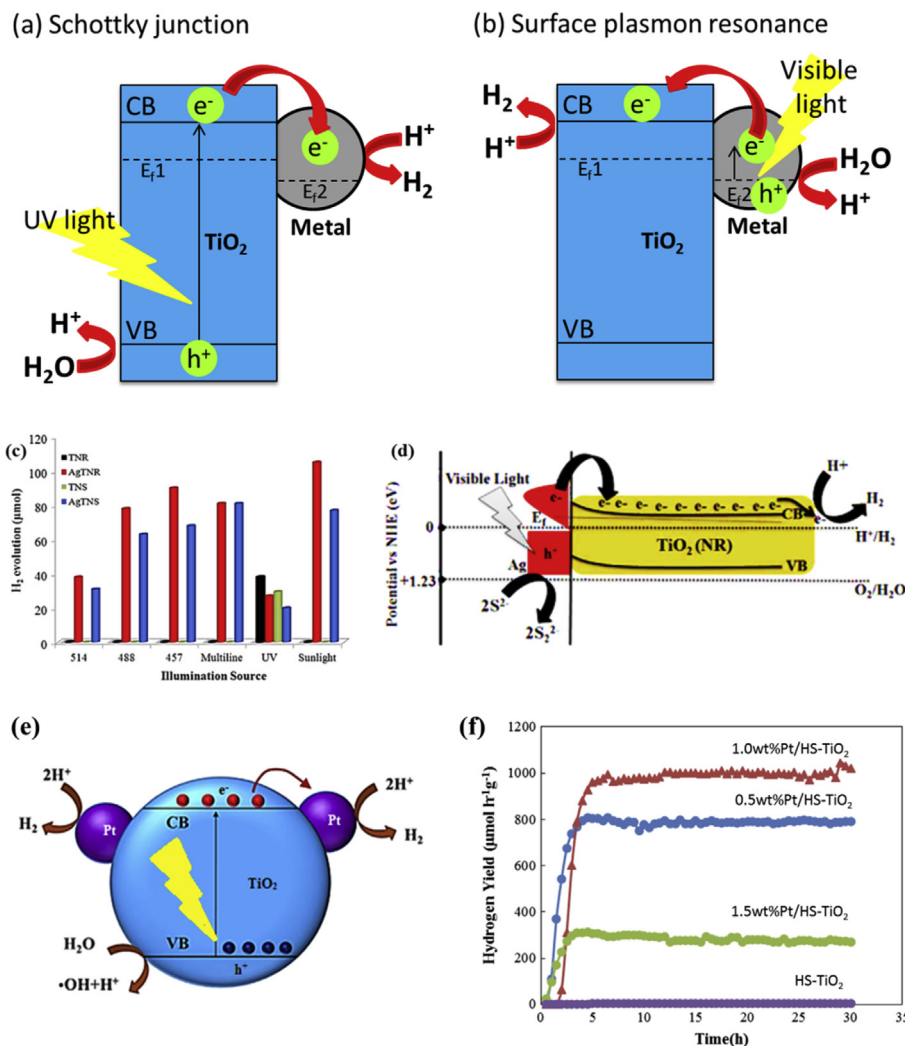 (a) Schottky junction
CB
e-
e-
H+
H2
Ef1
Ef2
Metal
UV light
TiO2
H+
H2O
VB
h+
(b) Surface plasmon resonance
Visible
light
H2
H+
CB
e-
e-
Ef1
Ef2
h+
H2O
H+
Metal
TiO2
VB
(c)
H2 evolution (μmol)
120
100
80
60
40
20
0
TNR
AgTNR
TNS
AgTNS
514 488 457 Multiline UV Sunlight
Illumination Source
(d)
Potential vs NHE (eV)
0
+1.23
Visible Light
e-
Ef
h+
Ag
2S2-
2S22-
e- e- e- e- e- e- e- e- e-
CB
e-
TiO2 (NR)
VB
H+
H2
H+/H2
O2/H2O
(e)
2H+
H2
Pt
e-
CB
Pt
2H+
H2
TiO2
H2O
VB
h+
•OH+H+
(f)
Hydrogen Yield (μmol h-1g-1)
1200
1000
800
600
400
200
0
1.0wt%Pt/HS-TiO2
0.5wt%Pt/HS-TiO2
1.5wt%Pt/HS-TiO2
HS-TiO2
0 5 10 15 20 25 30 35
Time(h)